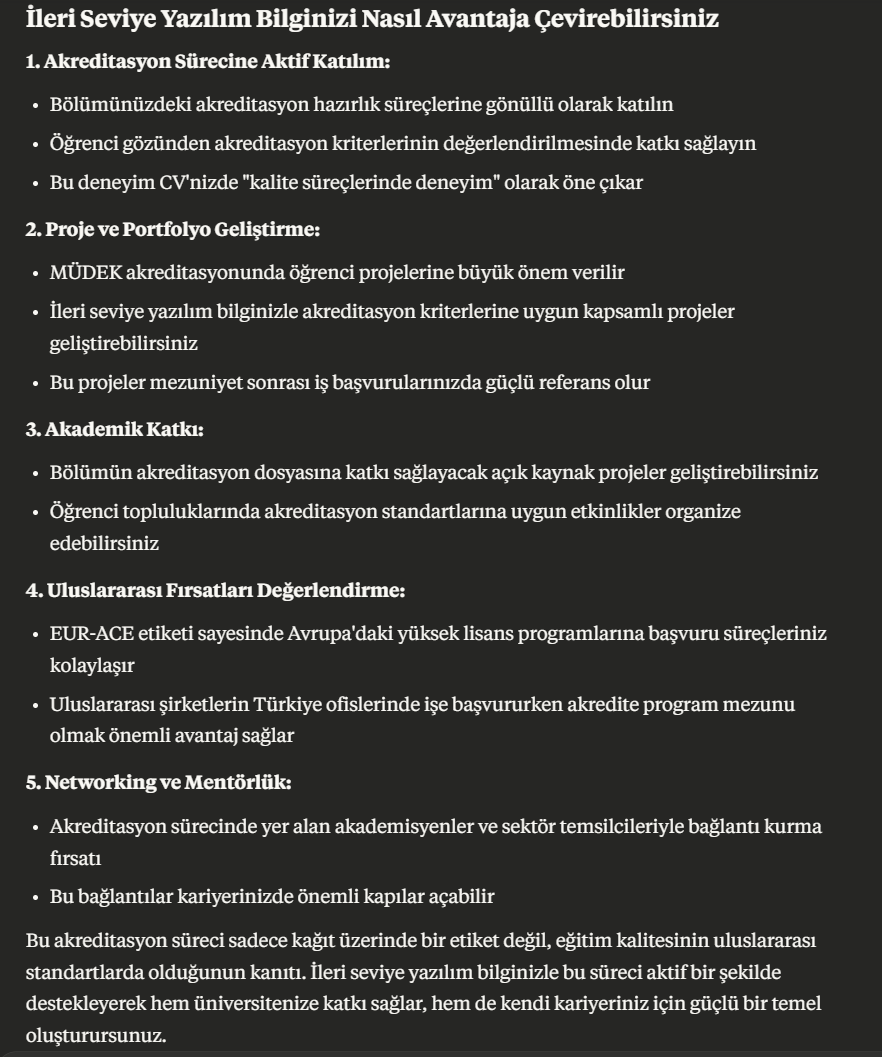 İleri Seviye Yazılım Bilginizi Nasıl Avantaja Çevirebilirsiniz
1. Akreditasyon Sürecine Aktif Katılım:
• Bölümünüzdeki akreditasyon hazırlık süreçlerine gönüllü olarak katılın
• Öğrenci gözünden akreditasyon kriterlerinin değerlendirilmesinde katkı sağlayın
• Bu deneyim CV'nizde "kalite süreçlerinde deneyim" olarak öne çıkar
2. Proje ve Portfolyo Geliştirme:
• MÜDEK akreditasyonunda öğrenci projelerine büyük önem verilir
• İleri seviye yazılım bilginizle akreditasyon kriterlerine uygun kapsamlı projeler
geliştirebilirsiniz
• Bu projeler mezuniyet sonrası iş başvurularınızda güçlü referans olur
3. Akademik Katkı:
• Bölümün akreditasyon dosyasına katkı sağlayacak açık kaynak projeler geliştirebilirsiniz
• Öğrenci topluluklarında akreditasyon standartlarına uygun etkinlikler organize
edebilirsiniz
4. Uluslararası Fırsatları Değerlendirme:
• EUR-ACE etiketi sayesinde Avrupa'daki yüksek lisans programlarına başvuru süreçleriniz
kolaylaşır
• Uluslararası şirketlerin Türkiye ofislerinde işe başvururken akredite program mezunu
olmak önemli avantaj sağlar
5. Networking ve Mentörlük:
• Akreditasyon sürecinde yer alan akademisyenler ve sektör temsilcileriyle bağlantı kurma
fırsatı
• Bu bağlantılar kariyerinizde önemli kapılar açabilir
Bu akreditasyon süreci sadece kağıt üzerinde bir etiket değil, eğitim kalitesinin uluslararası
standartlarda olduğunun kanıtı. İleri seviye yazılım bilginizle bu süreci aktif bir şekilde
destekleyerek hem üniversitenize katkı sağlar, hem de kendi kariyeriniz için güçlü bir temel
oluşturursunuz.